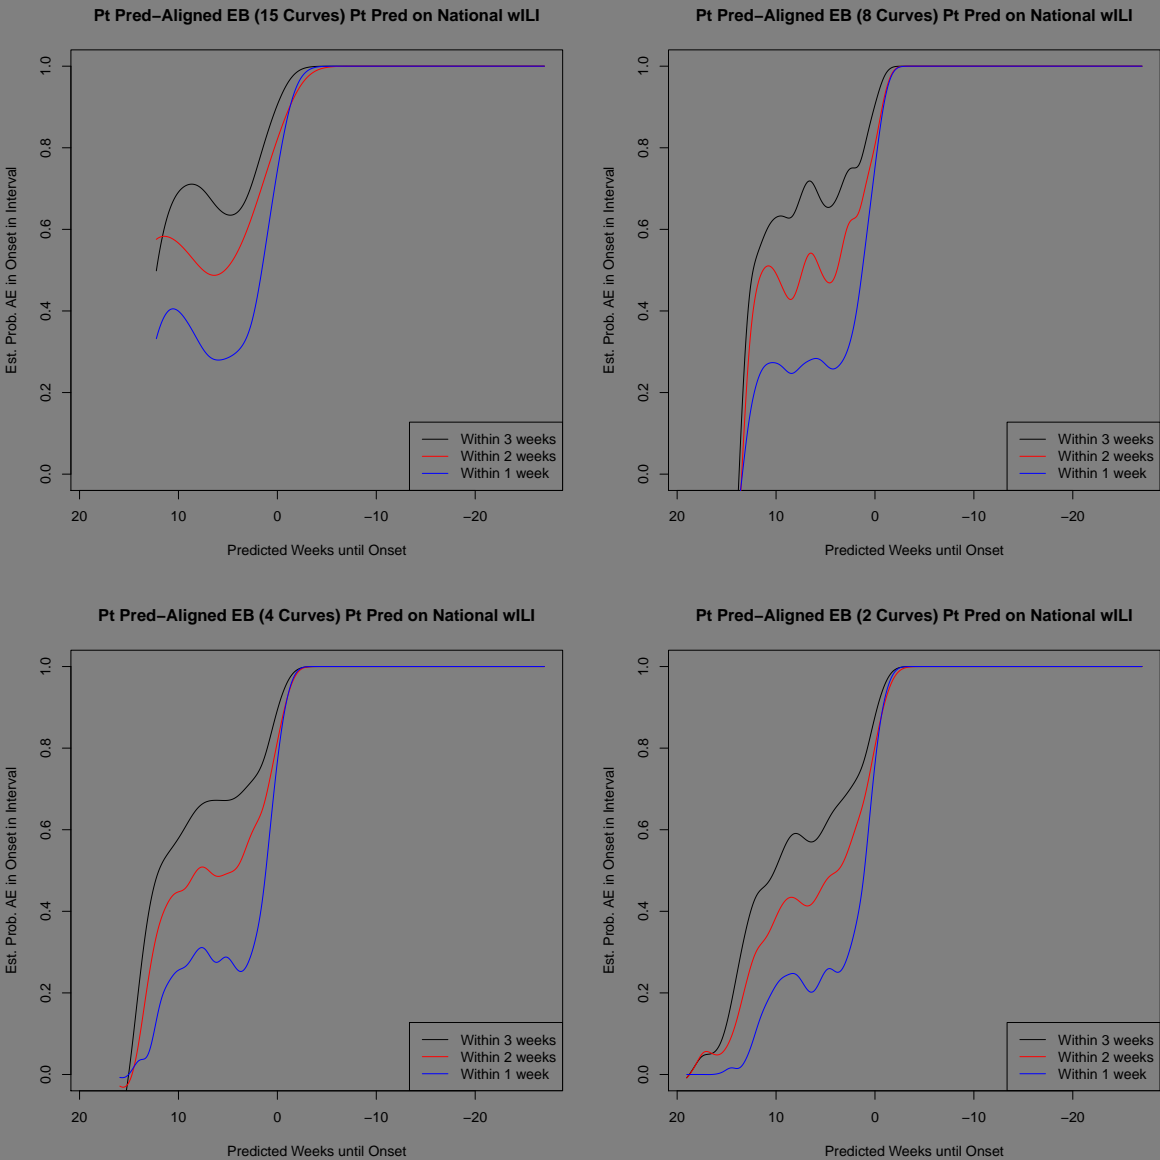 Pt Pred−Aligned EB (15 Curves) Pt Pred on National wILI
Est. Prob. AE in Onset in Interval
1.0
0.8
0.6
0.4
0.2
0.0
Within 3 weeks
Within 2 weeks
Within 1 week
20 10 0 −10 −20
Predicted Weeks until Onset
Pt Pred−Aligned EB (8 Curves) Pt Pred on National wILI
Est. Prob. AE in Onset in Interval
1.0
0.8
0.6
0.4
0.2
0.0
Within 3 weeks
Within 2 weeks
Within 1 week
20 10 0 −10 −20
Predicted Weeks until Onset
Pt Pred−Aligned EB (4 Curves) Pt Pred on National wILI
Est. Prob. AE in Onset in Interval
1.0
0.8
0.6
0.4
0.2
0.0
Within 3 weeks
Within 2 weeks
Within 1 week
20 10 0 −10 −20
Predicted Weeks until Onset
Pt Pred−Aligned EB (2 Curves) Pt Pred on National wILI
Est. Prob. AE in Onset in Interval
1.0
0.8
0.6
0.4
0.2
0.0
Within 3 weeks
Within 2 weeks
Within 1 week
20 10 0 −10 −20
Predicted Weeks until Onset